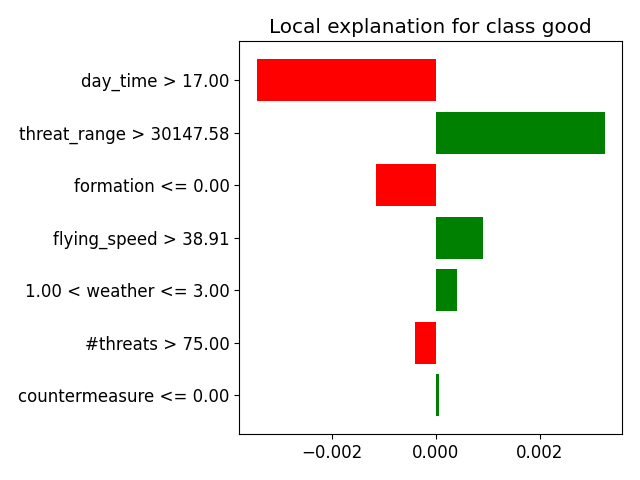 Local explanation for class good
day_time > 17.00
threat_range > 30147.58
formation <= 0.00
flying_speed > 38.91
1.00 < weather <= 3.00
#threats > 75.00
countermeasure <= 0.00
−0.002 0.000 0.002